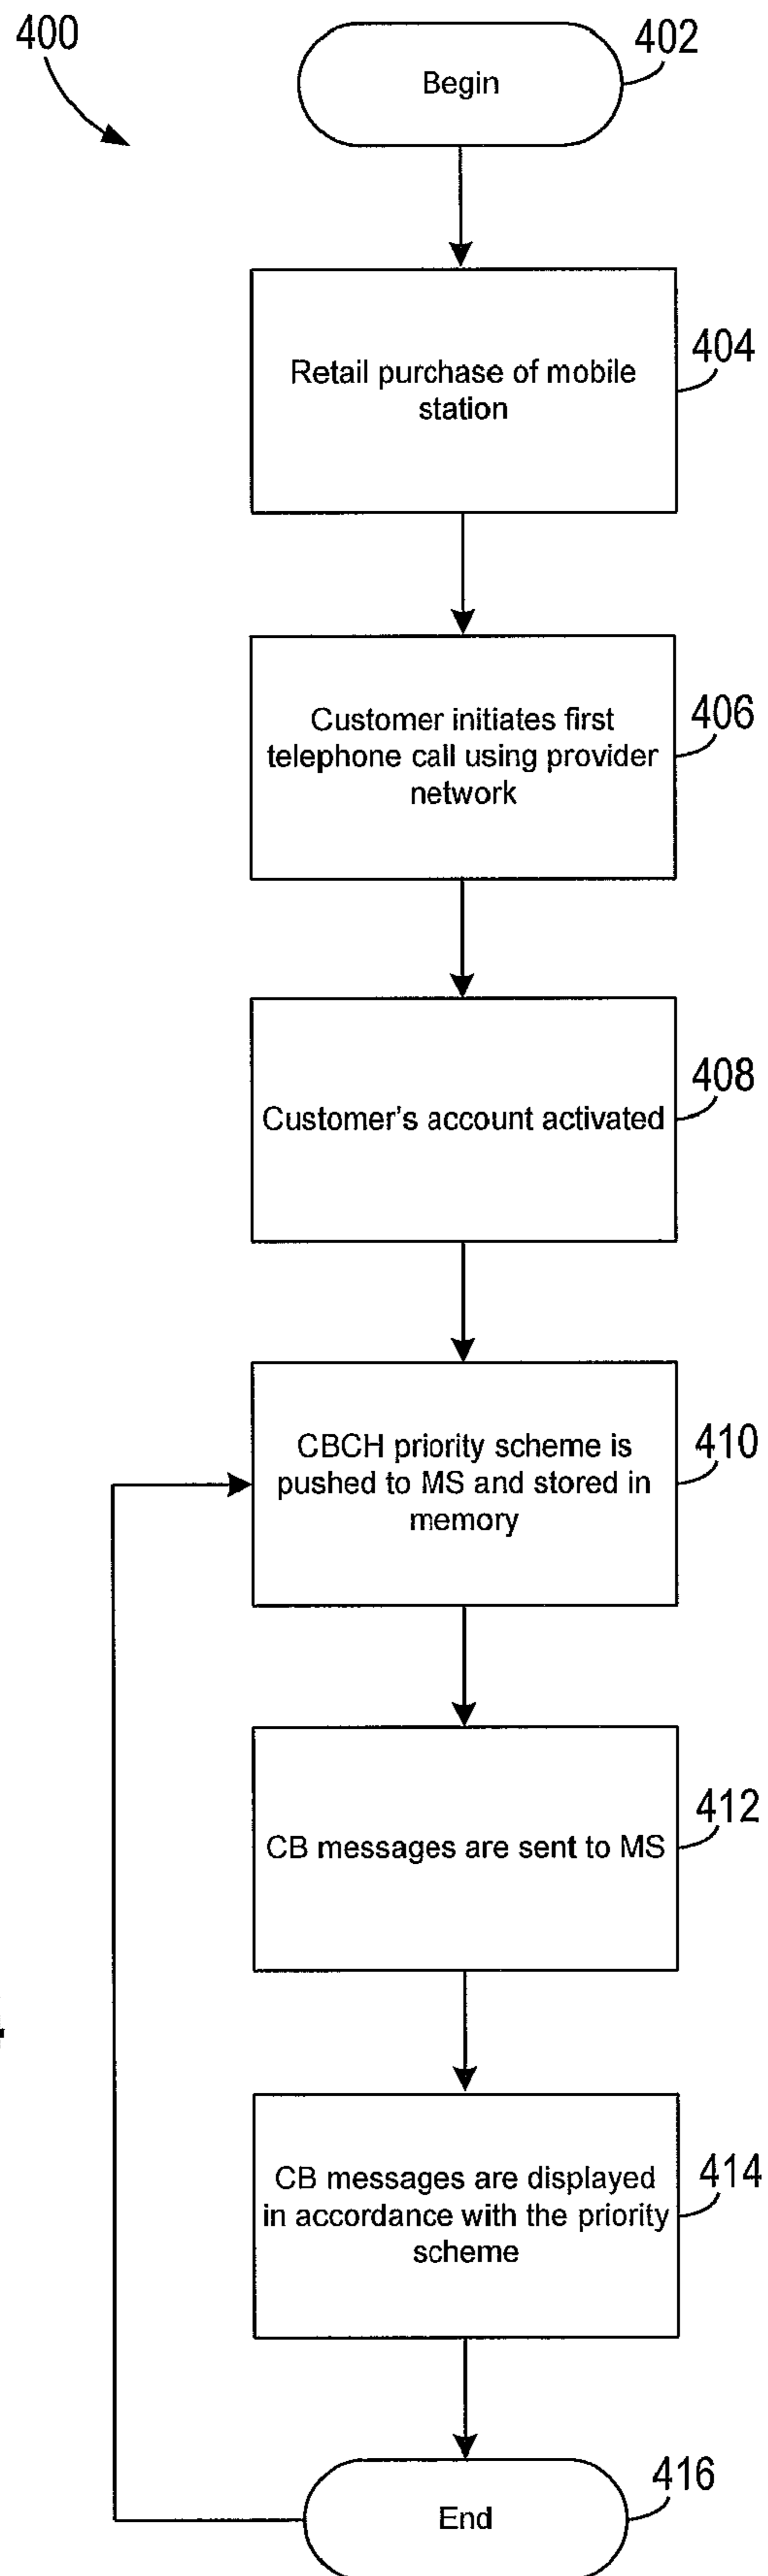 400
402
Begin
404
Retail purchase of mobile
station
406
Customer initiates first
telephone call using provider
network
408
Customer's account activated
410
CBCH priority scheme is
pushed to MS and stored in
memory
412
CB messages are sent to MS
414
CB messages are displayed
in accordance with the priority
scheme
416
End